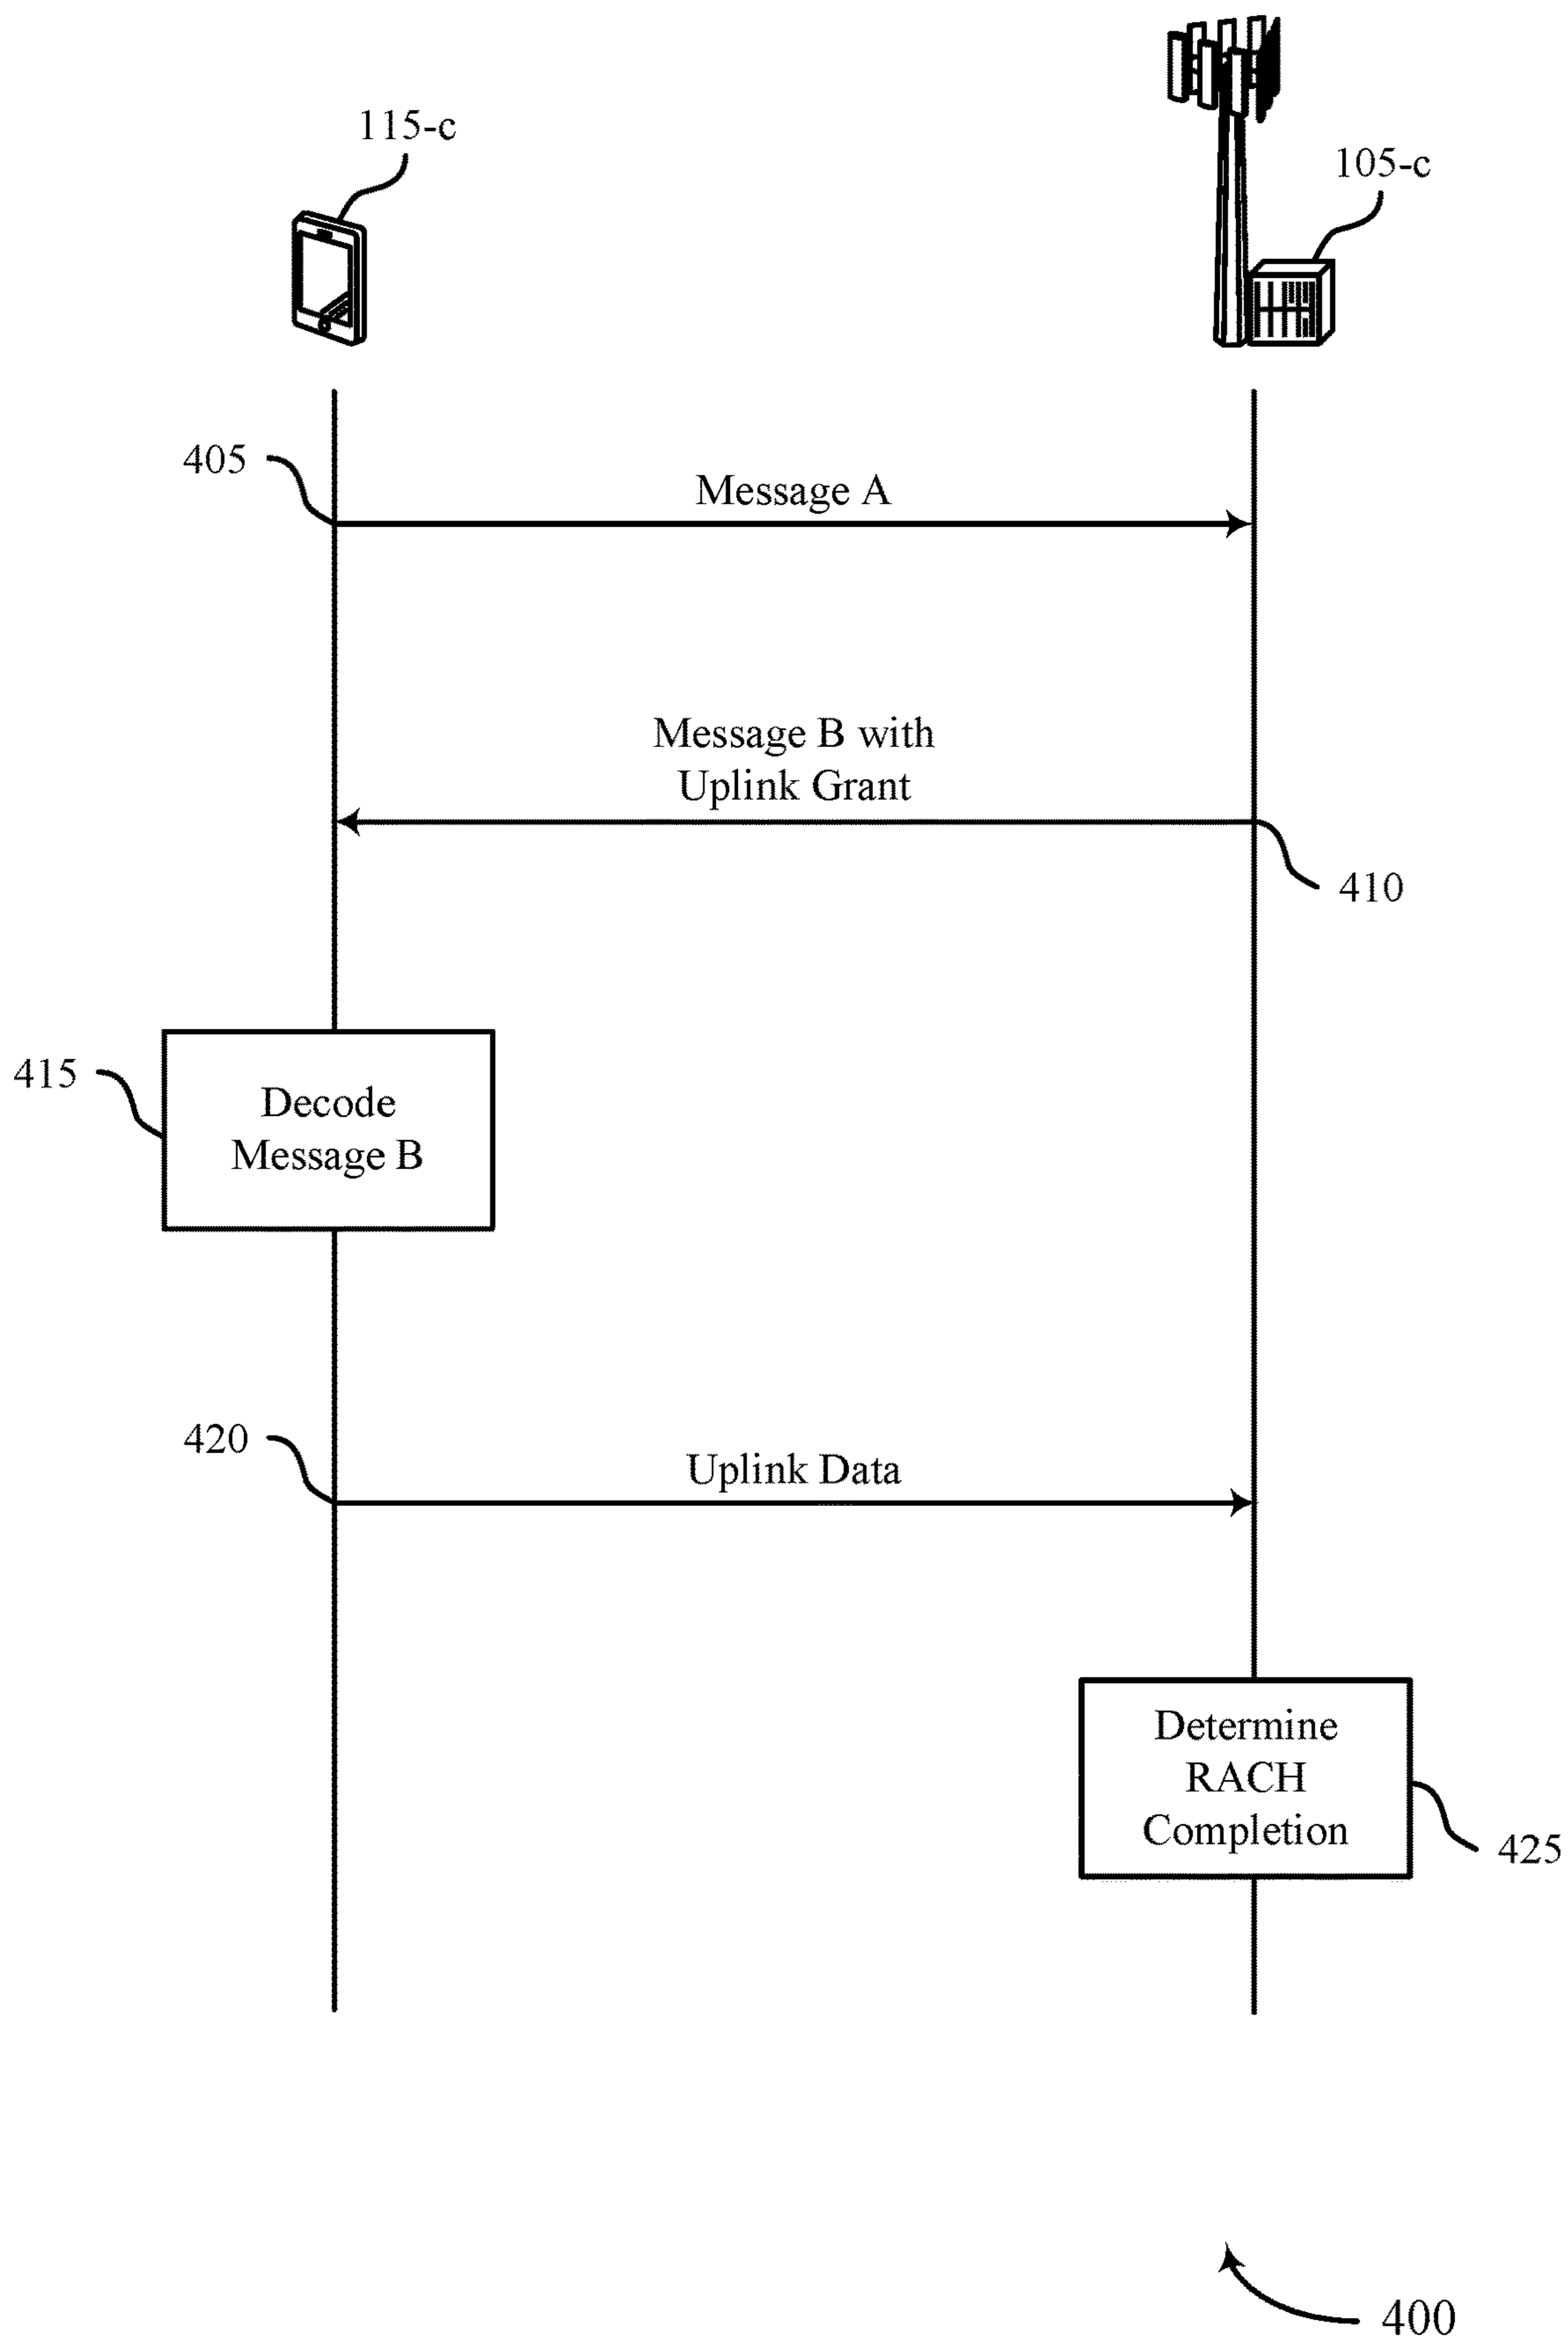 115-c
105-c
405
Message A
Message B with
Uplink Grant
410
415
Decode
Message B
420
Uplink Data
Determine
RACH
Completion
425
400